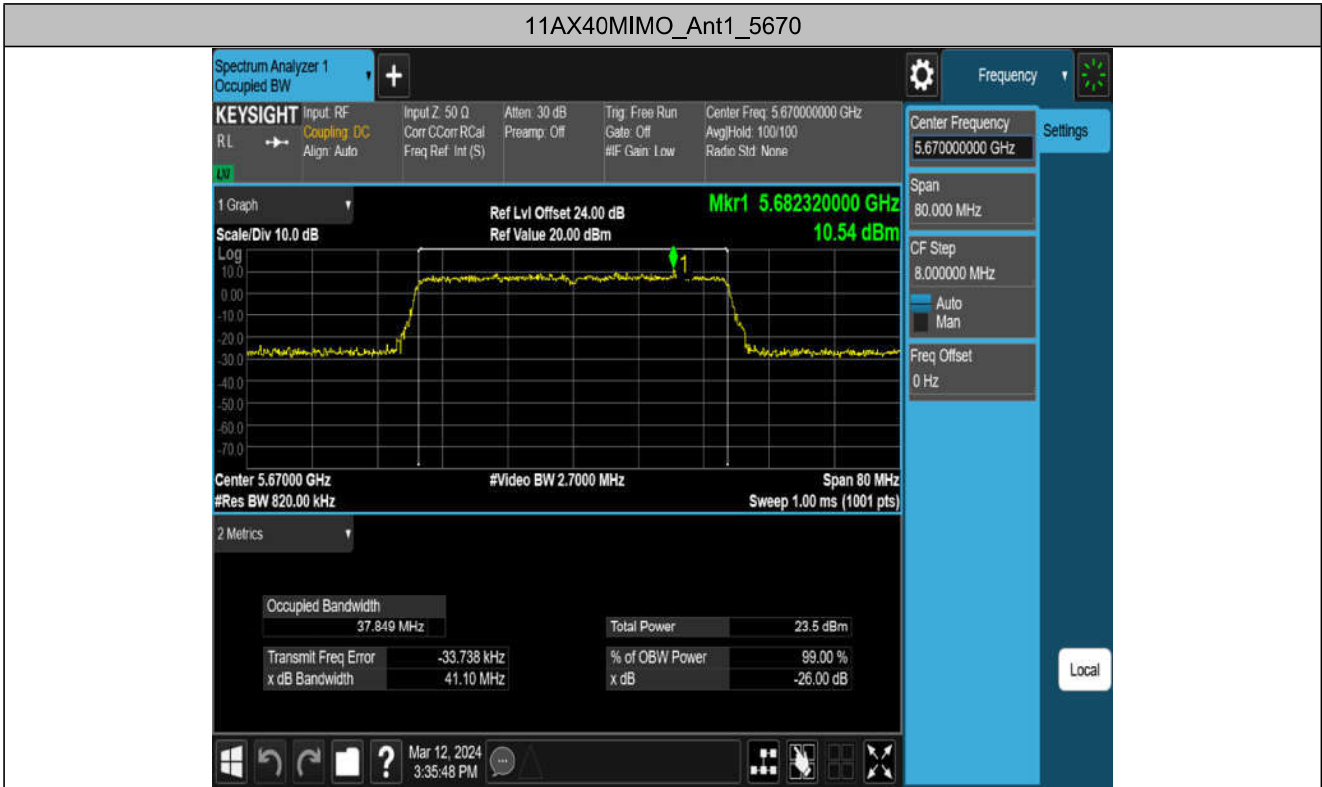 11AX40MIMO_Ant1_5670
Spectrum Analyzer 1
Occupied BW
+
Frequency
KEYSIGHT
RL
LXI
Input: RF
Coupling: DC
Align: Auto
Input Z: 50 Ω
Corr CCorr RCal
Freq Ref: Int (S)
Atten: 30 dB
Preamp: Off
Trig: Free Run
Gate: Off
#IF Gain: Low
Center Freq: 5.670000000 GHz
Avg|Hold: 100/100
Radio Std: None
Center Frequency
5.670000000 GHz
Settings
Span
80.000 MHz
CF Step
8.000000 MHz
Auto
Man
Freq Offset
0 Hz
Local
1 Graph
Scale/Div 10.0 dB
Ref Lvl Offset 24.00 dB
Ref Value 20.00 dBm
Mkr1 5.682320000 GHz
10.54 dBm
Log
10.0
0.00
-10.0
-20.0
-30.0
-40.0
-50.0
-60.0
-70.0
1
Center 5.67000 GHz
#Res BW 820.00 kHz
#Video BW 2.7000 MHz
Span 80 MHz
Sweep 1.00 ms (1001 pts)
2 Metrics
Occupied Bandwidth
37.849 MHz
Total Power 23.5 dBm
Transmit Freq Error -33.738 kHz
% of OBW Power 99.00 %
x dB Bandwidth 41.10 MHz
x dB -26.00 dB
?
Mar 12, 2024
3:35:48 PM